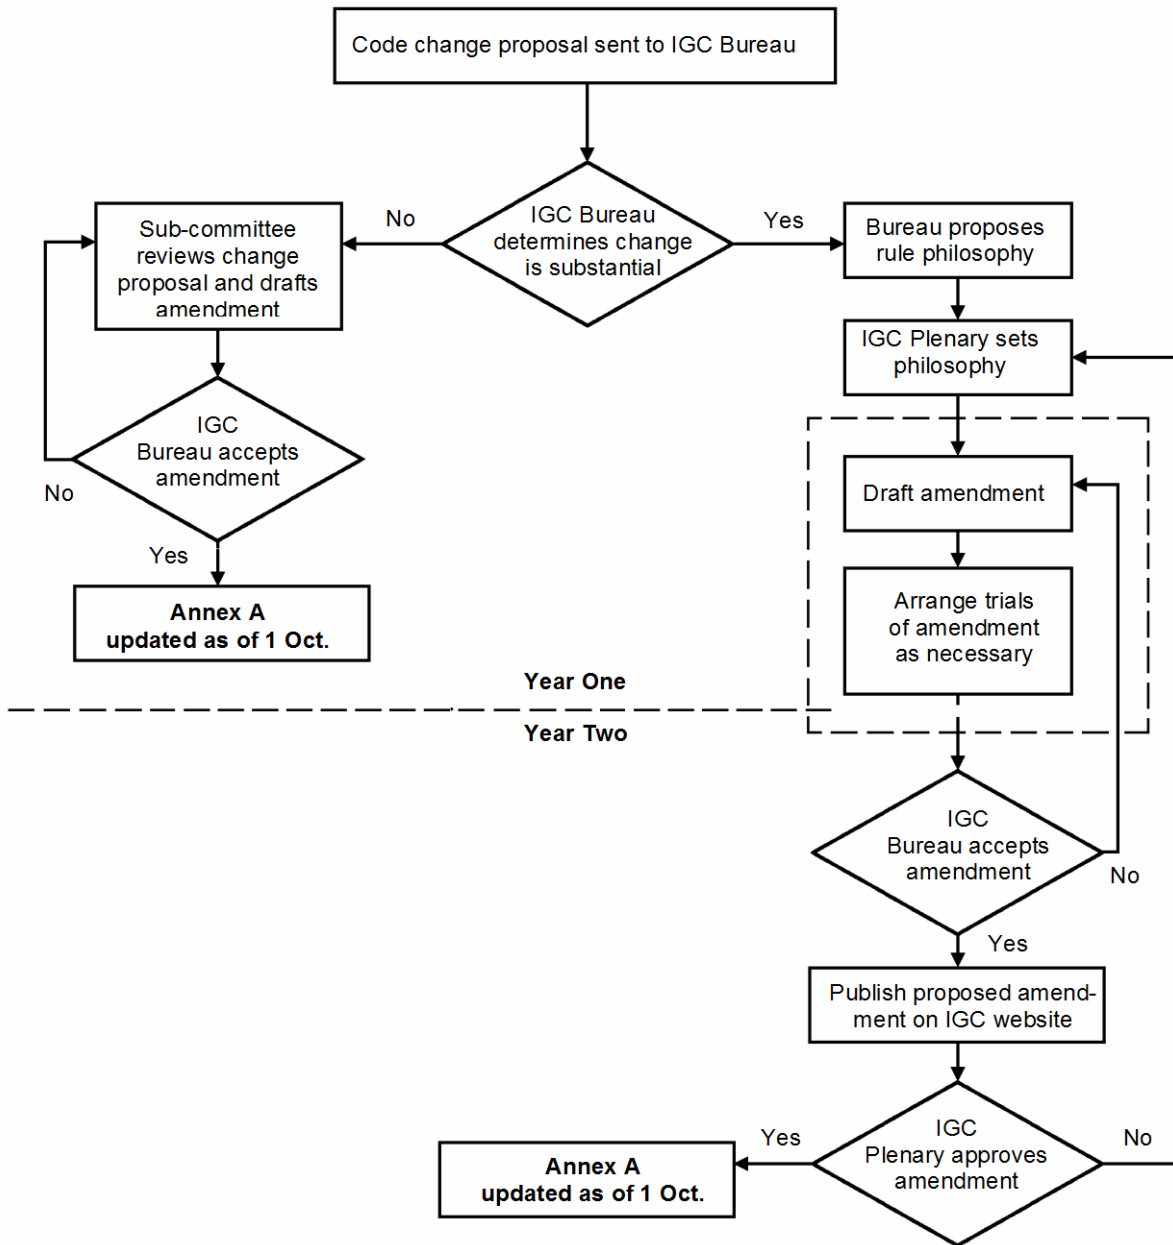 Code change proposal sent to IGC Bureau
IGC Bureau
determines change
is substantial
No
Yes
Sub-committee
reviews change
proposal and drafts
amendment
Bureau proposes
rule philosophy
IGC Plenary sets
philosophy
IGC
Bureau accepts
amendment
No
Yes
Draft amendment
Annex A
updated as of 1 Oct.
Arrange trials
of amendment
as necessary
Year One
Year Two
IGC
Bureau accepts
amendment
No
Yes
Publish proposed amend-
ment on IGC website
IGC
Plenary approves
amendment
Yes
No
Annex A
updated as of 1 Oct.